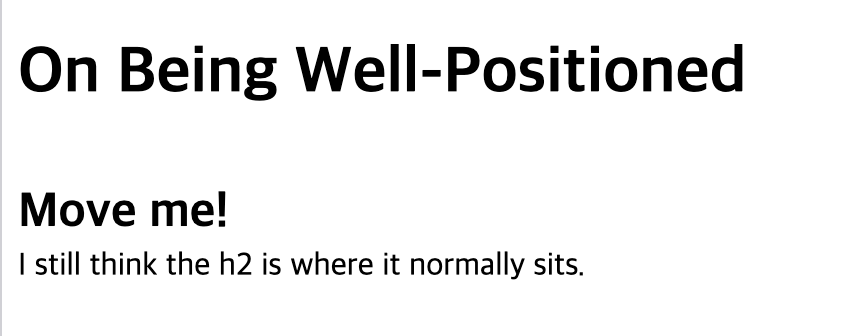 On Being Well-Positioned
Move me!
I still think the h2 is where it normally sits.